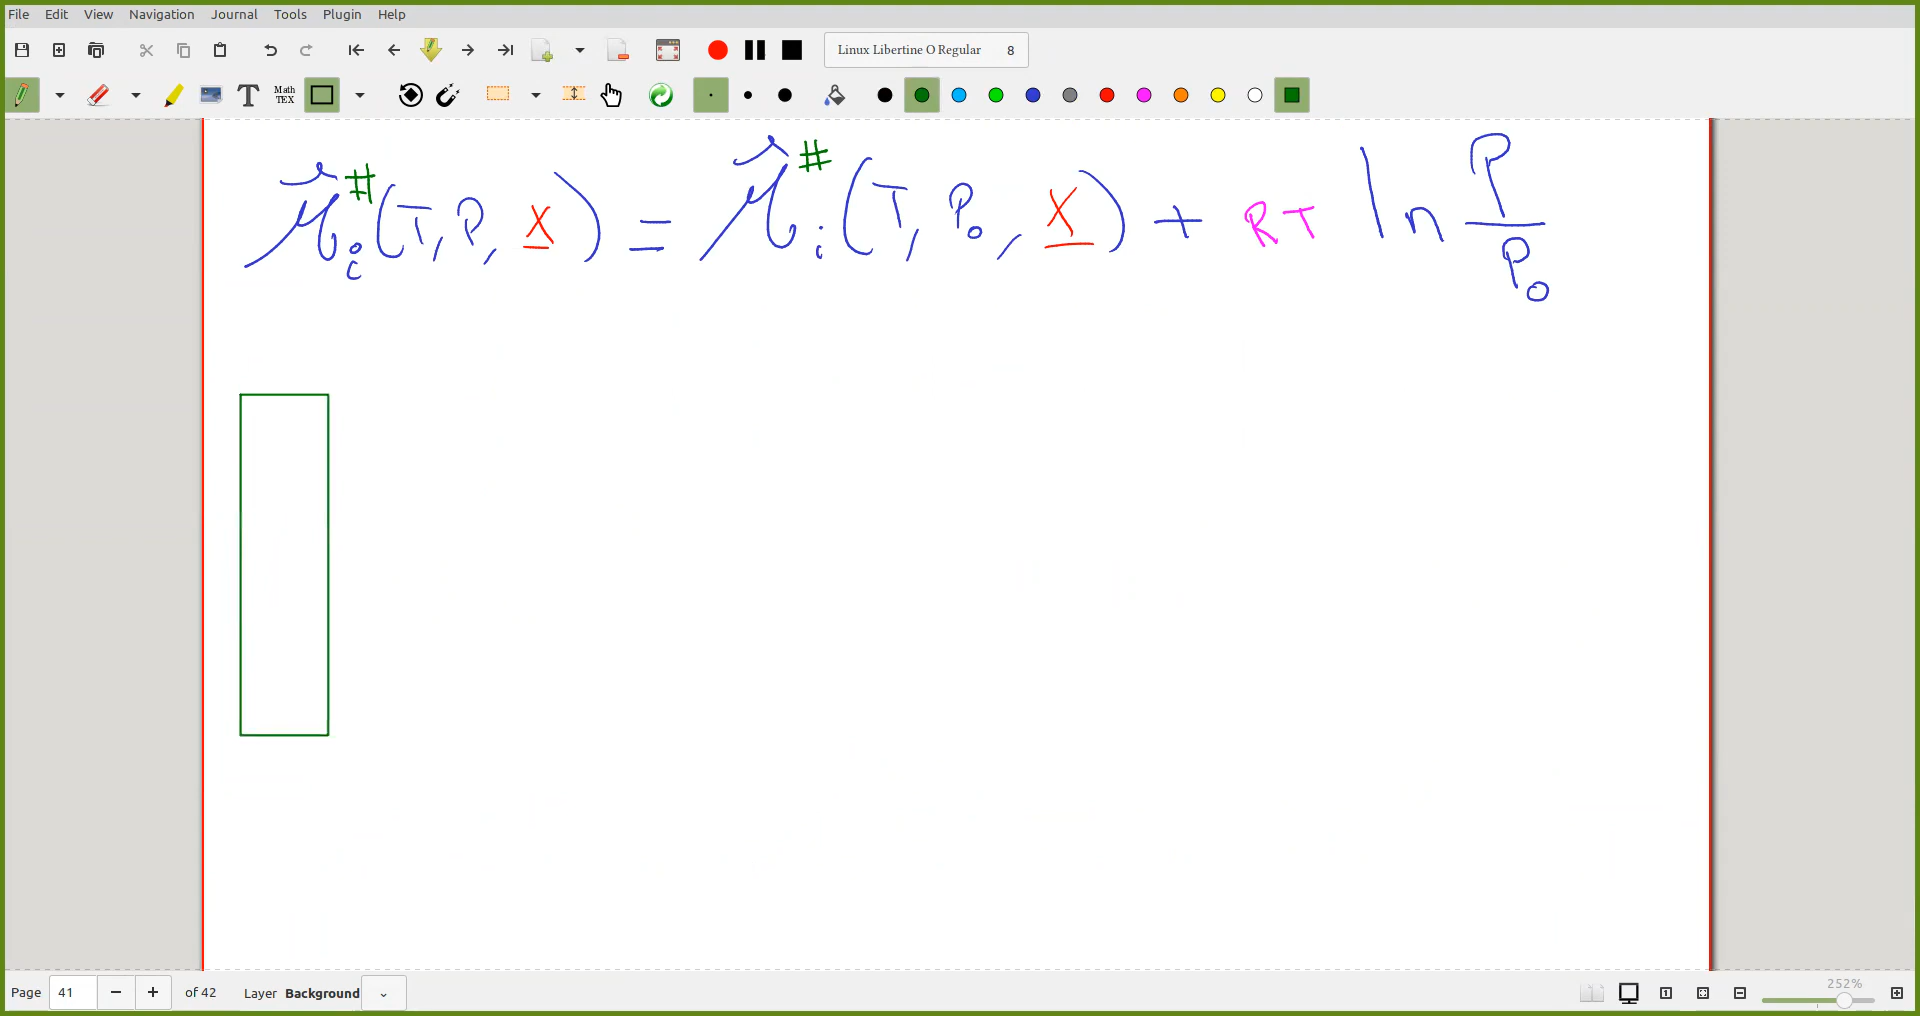 File Edit View Navigation Journal Tools Plugin Help
Linux Libertine O Regular 8
T Math TEX
μ̂ᵢ^#(T, P, X) = μ̂ᵢ^#(T, P₀, X) + RT ln P/P₀
Page 41 − + of 42 Layer Background 252%